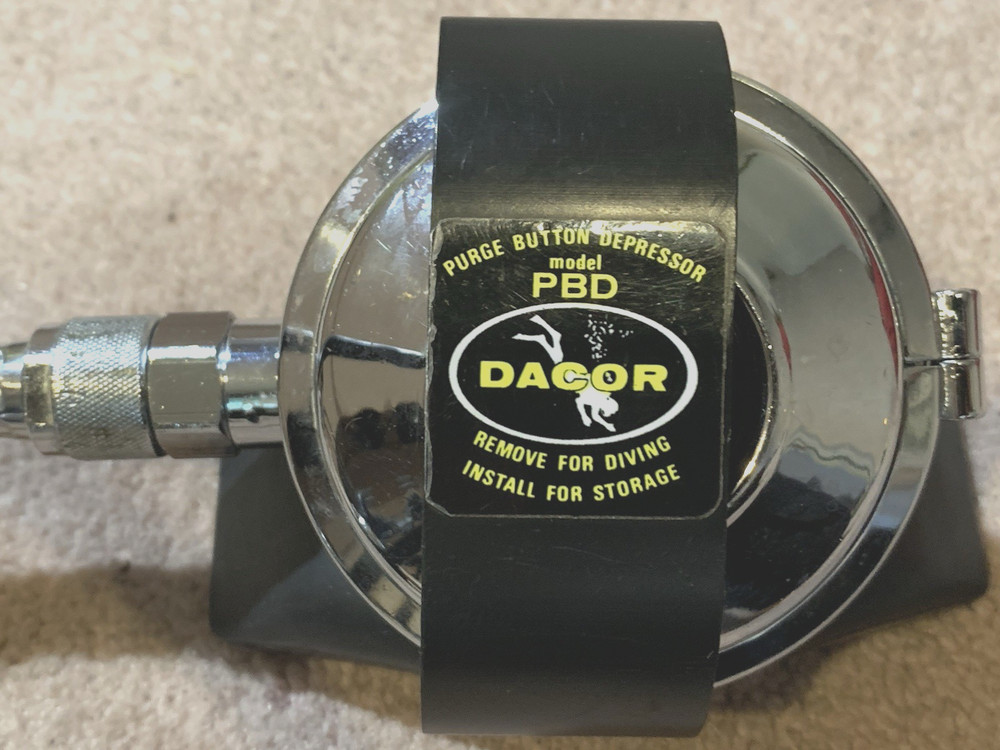 PURGE BUTTON DEPRESSOR
model
PBD
DACOR
REMOVE FOR DIVING
INSTALL FOR STORAGE